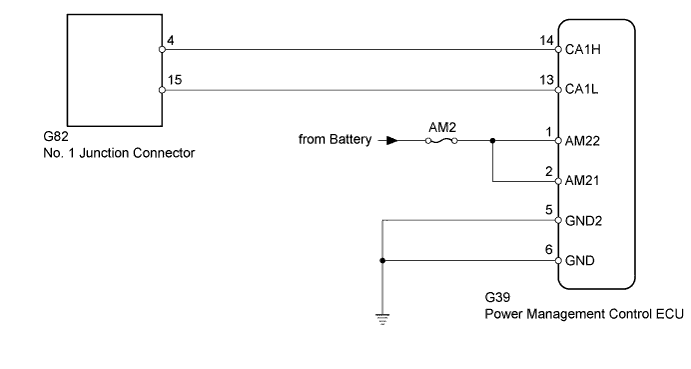 4 14 CA1H
15 13 CA1L
G82
No. 1 Junction Connector
from Battery AM2 1 AM22
2 AM21
5 GND2
6 GND
G39
Power Management Control ECU